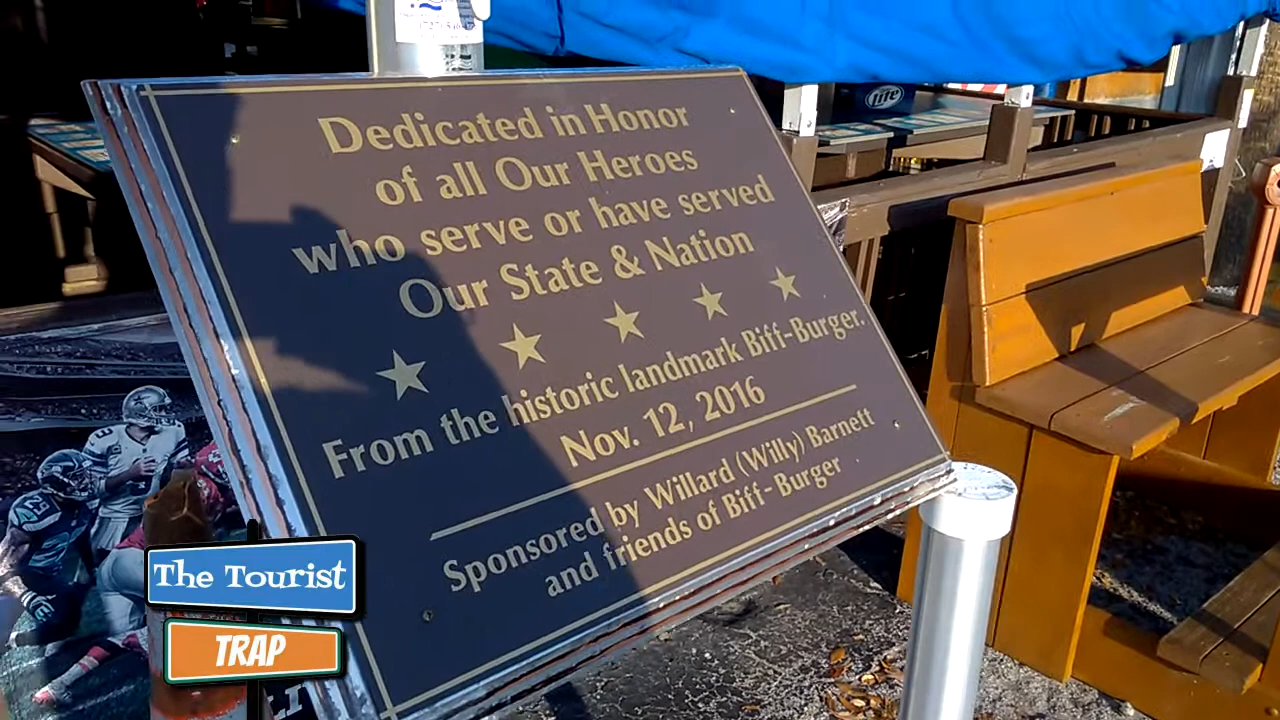 Dedicated in Honor
of all Our Heroes
who serve or have served
Our State & Nation
From the historic landmark Biff-Burger.
Nov. 12, 2016
Sponsored by Willard (Willy) Barnett
and friends of Biff-Burger
Lite
The Tourist
TRAP